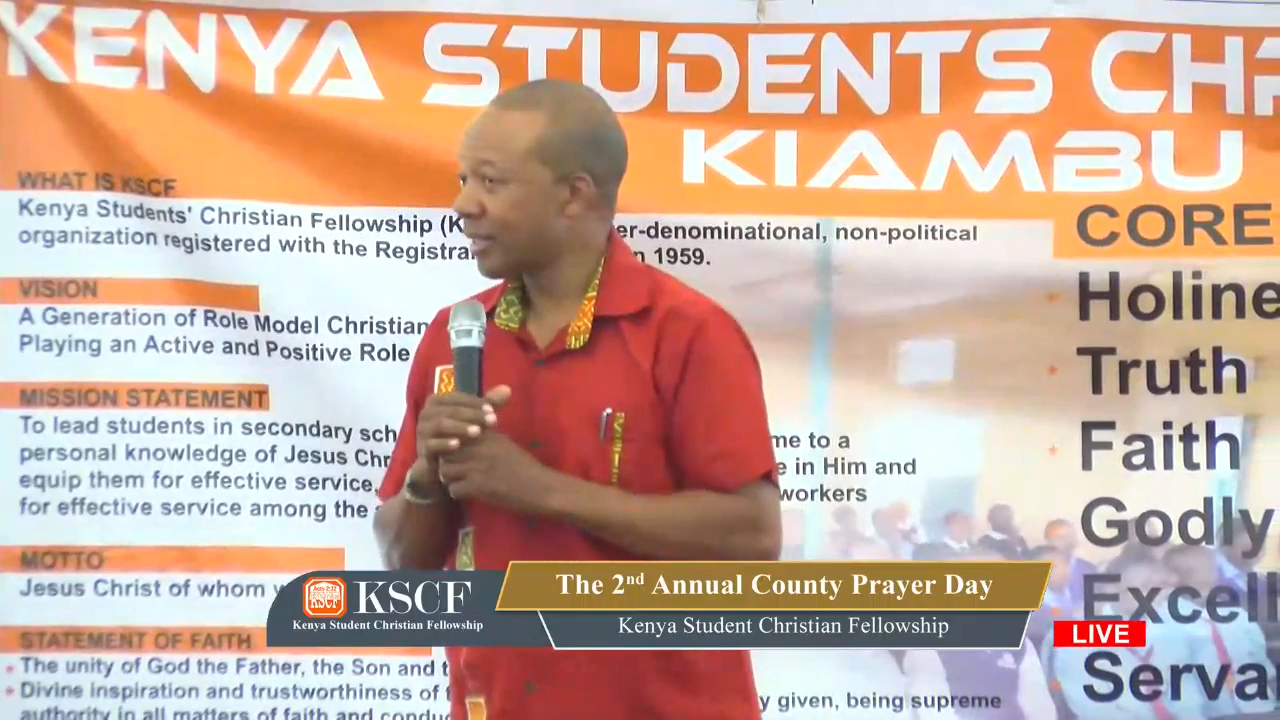 KENYA STUDENTS CHR
KIAMBU
WHAT IS KSCF
Kenya Students' Christian Fellowship (K er-denominational, non-political
organization registered with the Registra n 1959.
VISION
A Generation of Role Model Christian
Playing an Active and Positive Role
MISSION STATEMENT
To lead students in secondary sch me to a
personal knowledge of Jesus Chr e in Him and
equip them for effective service, workers
for effective service among the
MOTTO
Jesus Christ of whom w
STATEMENT OF FAITH
The unity of God the Father, the Son and t
Divine inspiration and trustworthiness of y given, being supreme
authority in all matters of faith and condu
CORE
Holine
Truth
Faith
Godly
Excell
Serva
KSCF
KSCF
Kenya Student Christian Fellowship
The 2nd Annual County Prayer Day
Kenya Student Christian Fellowship
LIVE